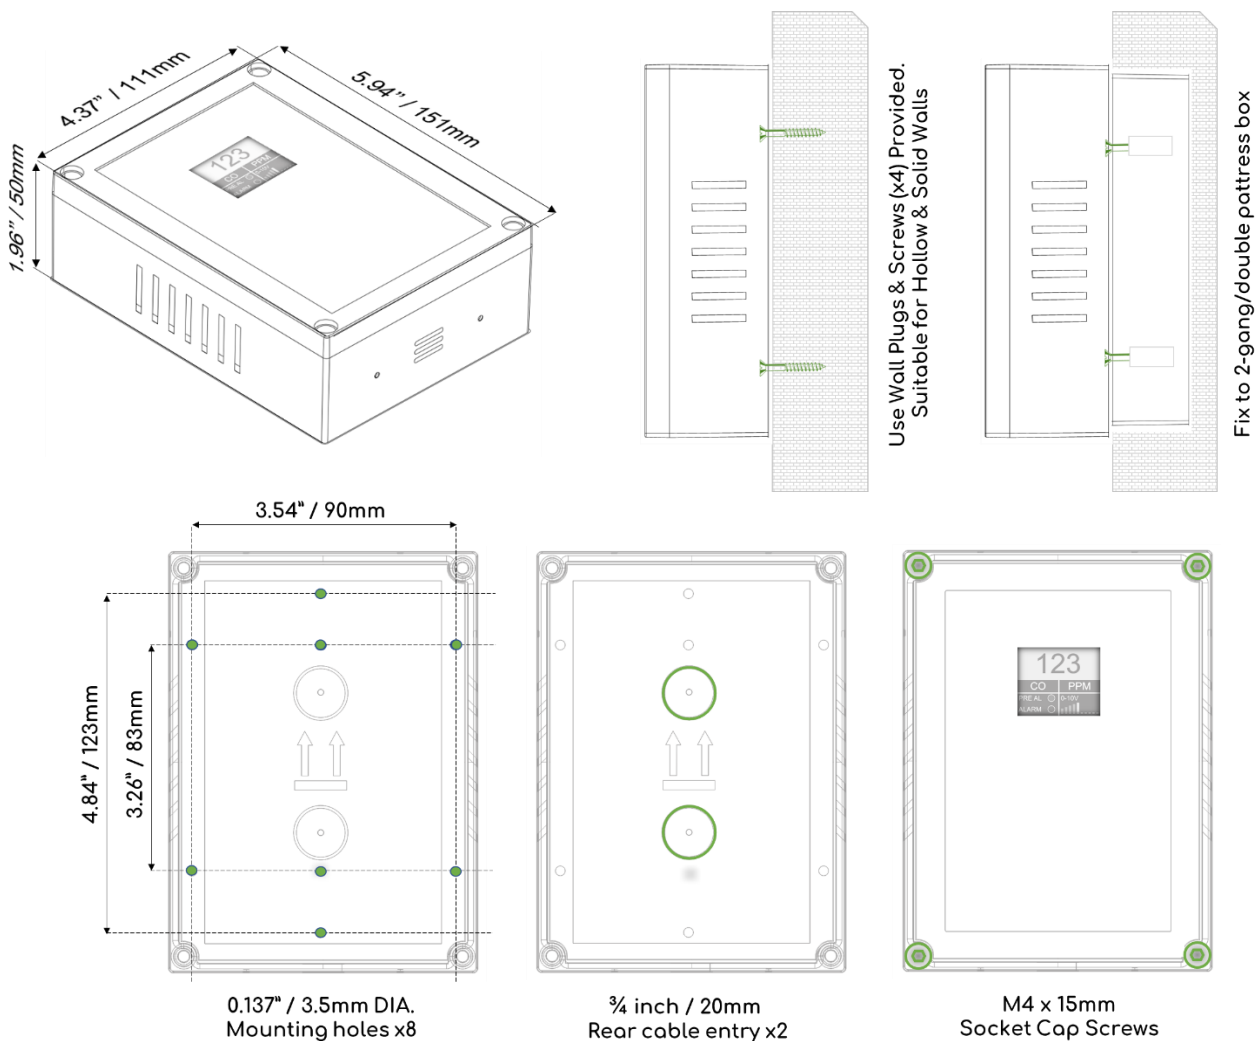 4.37" / 111mm
5.94" / 151mm
1.96" / 50mm
123
CO PPM
Use Wall Plugs & Screws (x4) Provided.
Suitable for Hollow & Solid Walls
Fix to 2-gang/double pattress box
3.54" / 90mm
4.84" / 123mm
3.26" / 83mm
123
CO PPM
PRE AL 0-10V
ALARM
0.137" / 3.5mm DIA.
Mounting holes x8
¾ inch / 20mm
Rear cable entry x2
M4 x 15mm
Socket Cap Screws